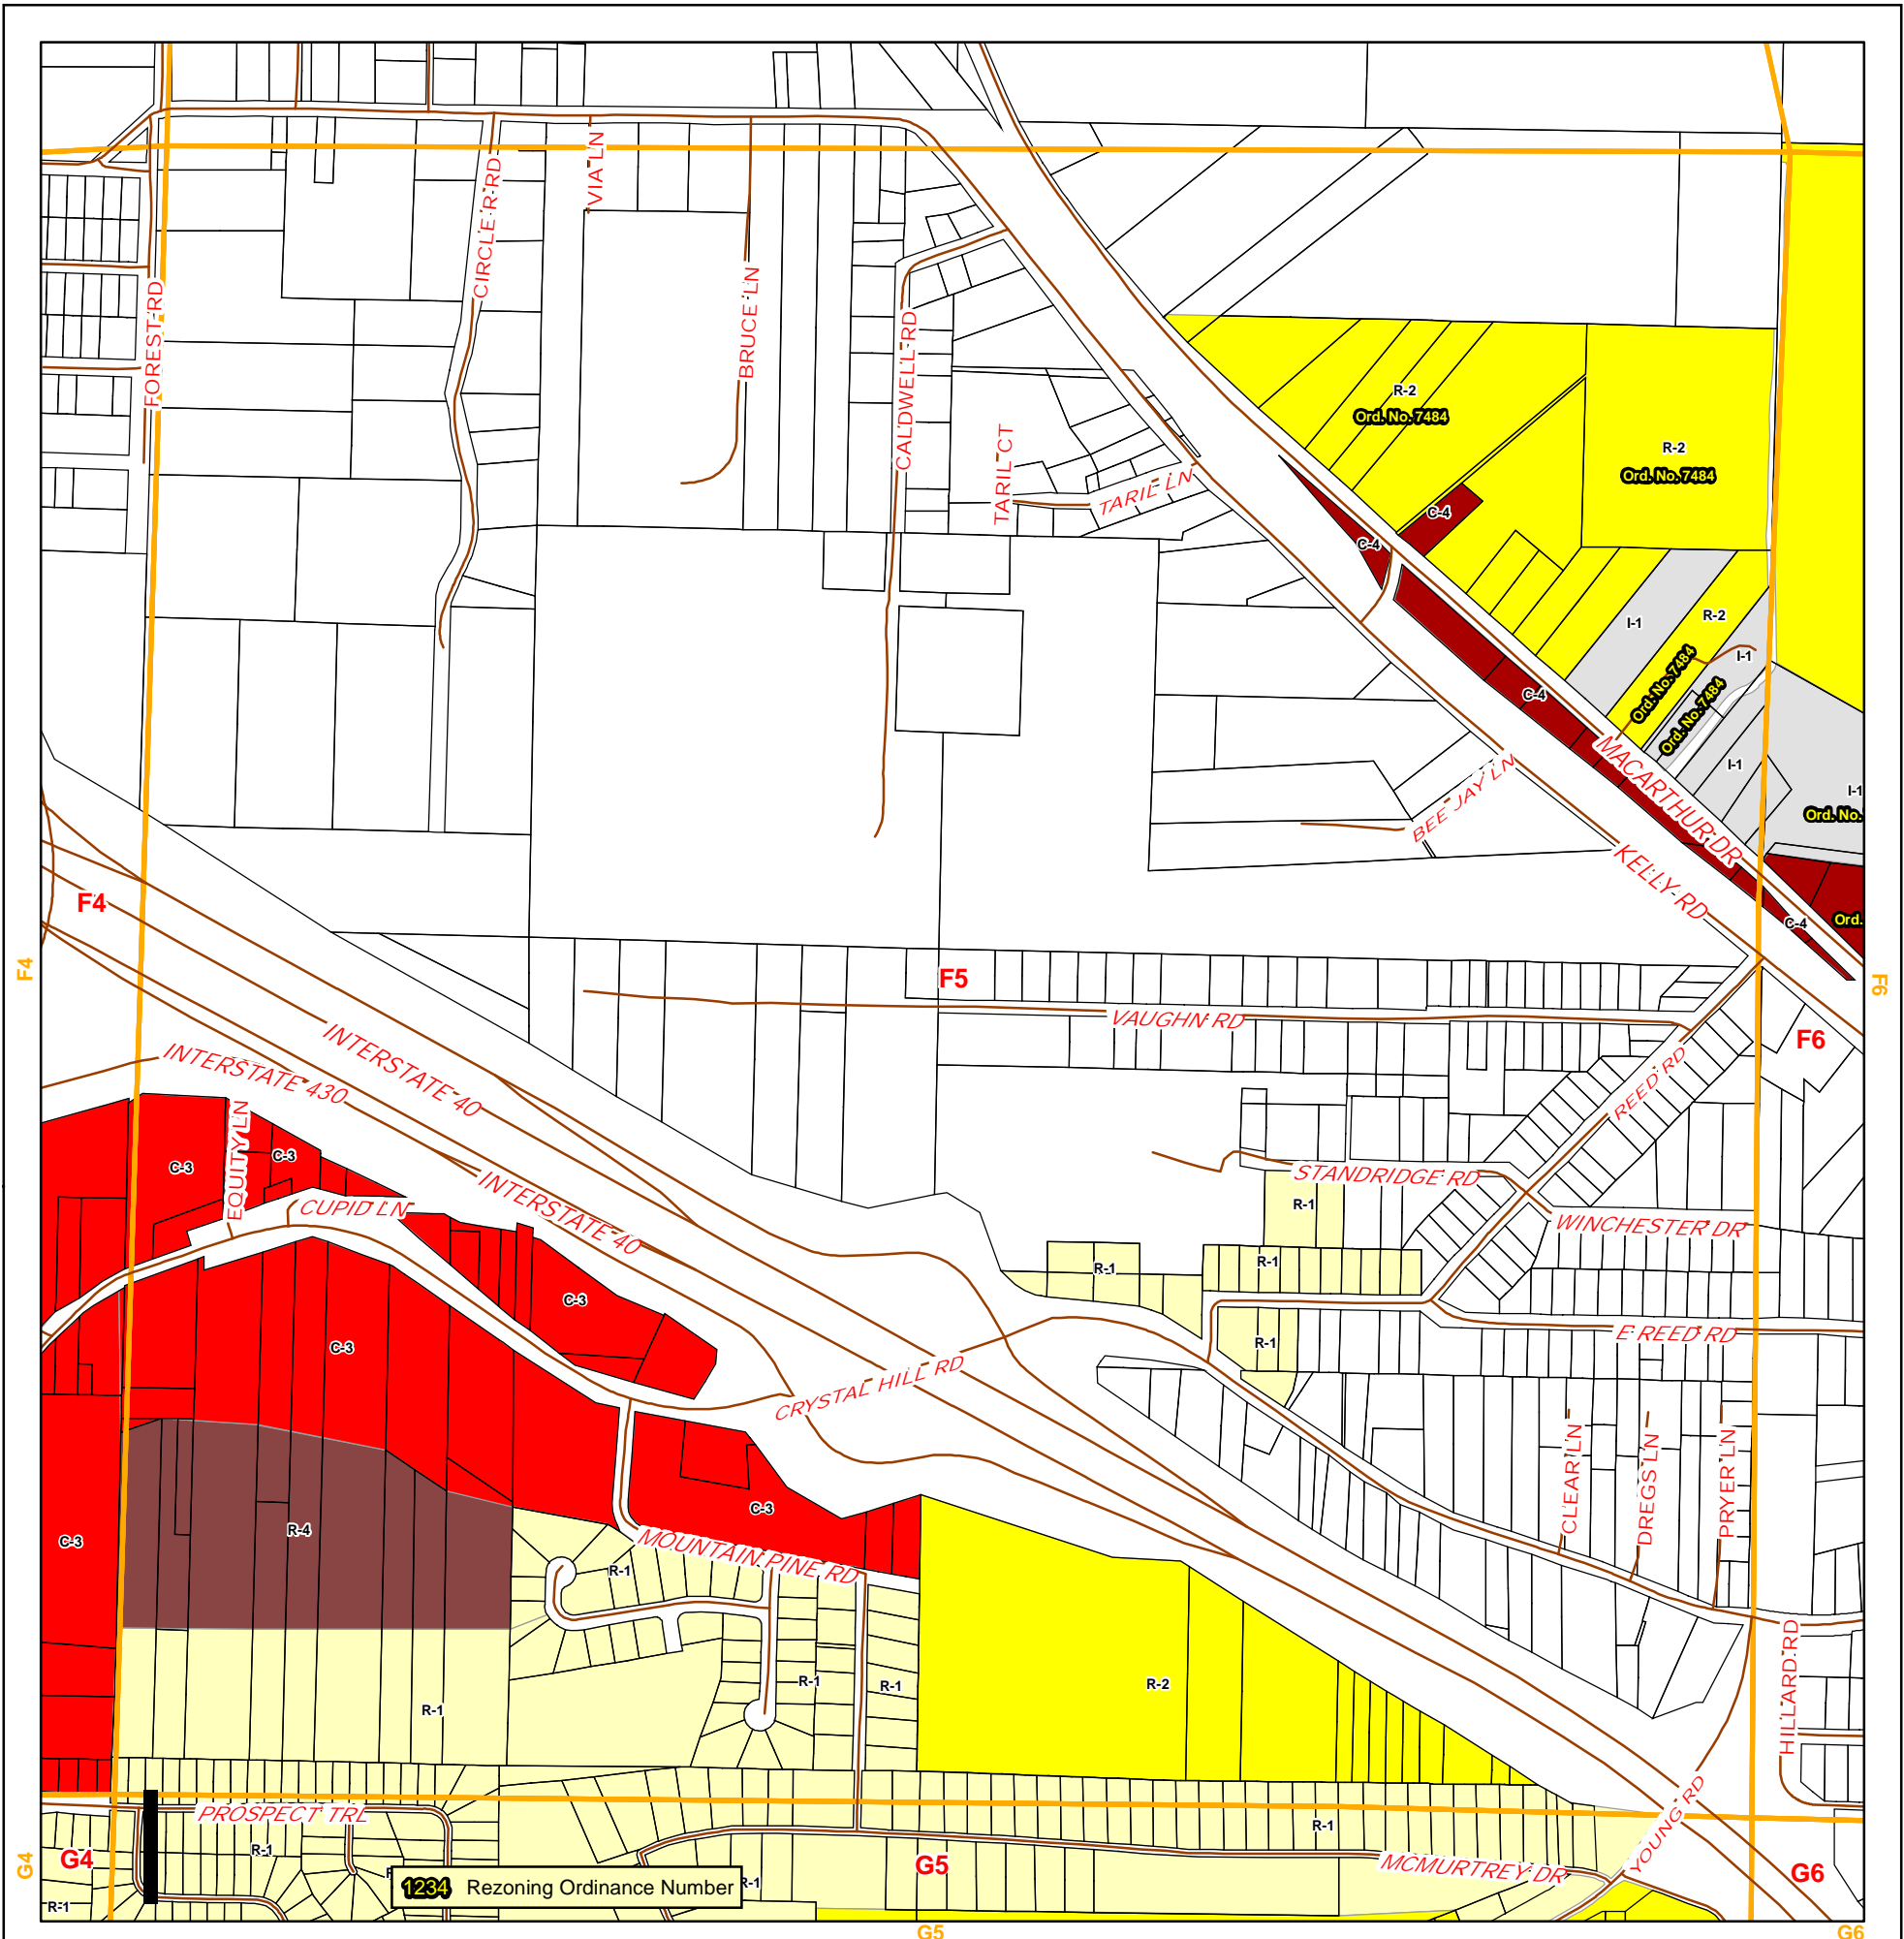 VIA LN
CIRCLE RD
FOREST RD
BRUCE LN
CALDWELL RD
TARIL CT
TARIL LN
R-2
Ord. No. 7484
R-2
Ord. No. 7484
C-4
C-4
I-1
R-2
Ord. No. 7484
I-1
Ord. No. 7484
C-4
I-1
I-1
Ord. No.
MACARTHUR DR
BEE JAY LN
KELLY RD
C-4
Ord.
F4
F4
F5
F6
F6
VAUGHN RD
REED RD
INTERSTATE 40
INTERSTATE 430
EQUITY LN
C-3
C-3
CUPID LN
INTERSTATE 40
STANDRIDGE RD
R-1
WINCHESTER DR
R-1
R-1
C-3
C-3
R-1
E REED RD
CRYSTAL HILL RD
CLEAR LN
DREGS LN
PRYER LN
C-3
R-4
C-3
MOUNTAIN PINE RD
R-1
R-1
R-1
R-1
R-2
HILLARD RD
PROSPECT TRL
YOUNG RD
R-1
R-1
G4
G4
G5
MCMURTREY DR
G6
1234 Rezoning Ordinance Number
R-1
R-1
G5
G6